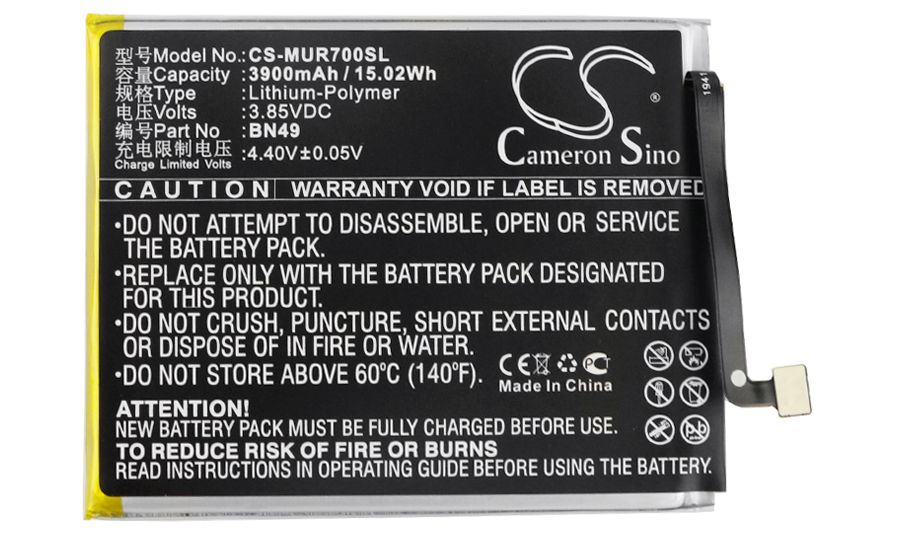 型号Model No.: CS-MUR700SL
容量Capacity: 3900mAh / 15.02Wh
规格Type: Lithium-Polymer
电压Volts: 3.85VDC
编号Part No: BN49
充电限制电压: 4.40V±0.05V
Charge Limited Volts
CS
®
Cameron Sino
1941
CAUTION WARRANTY VOID IF LABEL IS REMOVED
•DO NOT ATTEMPT TO DISASSEMBLE, OPEN OR SERVICE
THE BATTERY PACK.
•REPLACE ONLY WITH THE BATTERY PACK DESIGNATED
FOR THIS PRODUCT.
•DO NOT CRUSH, PUNCTURE, SHORT EXTERNAL CONTACTS
OR DISPOSE OF IN FIRE OR WATER.
•DO NOT STORE ABOVE 60°C (140°F).
CE FC PCT
Made In China
ATTENTION:
NEW BATTERY PACK MUST BE FULLY CHARGED BEFORE USE.
TO REDUCE RISK OF FIRE OR BURNS
READ INSTRUCTIONS IN OPERATING GUIDE BEFORE USE
Pb